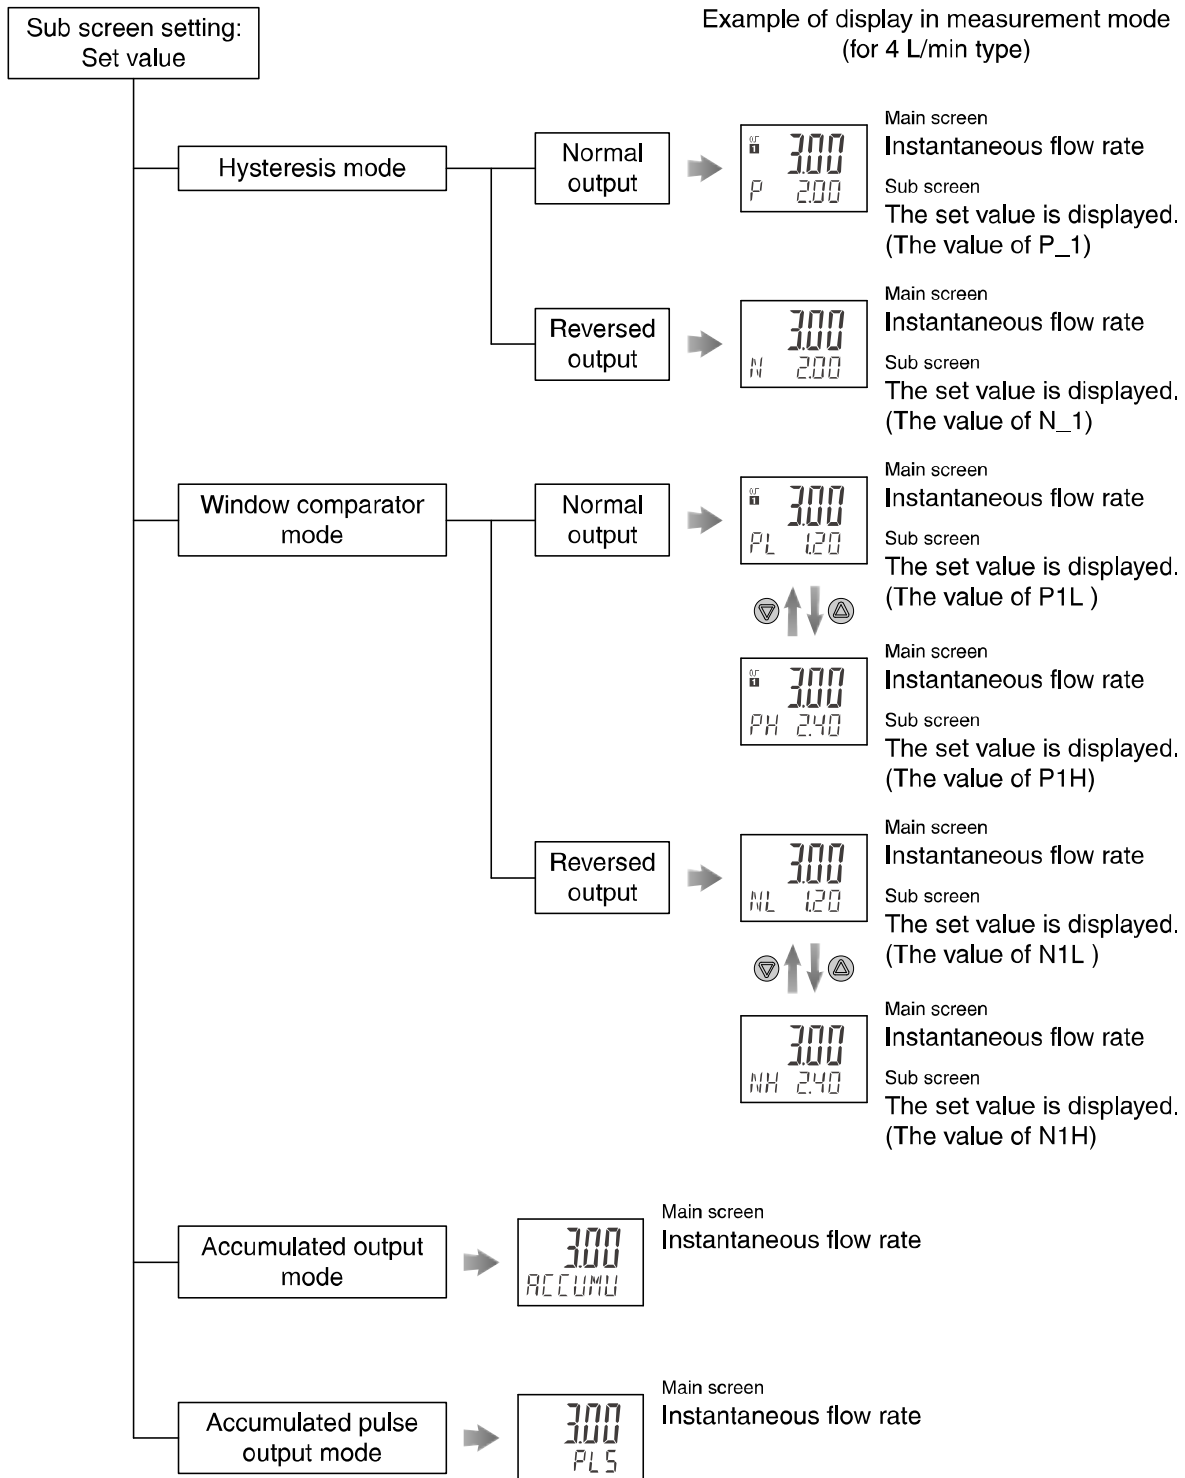 Sub screen setting:
Set value
Example of display in measurement mode
(for 4 L/min type)
Hysteresis mode
Normal
output
1
3.00
P 2.00
Main screen
Instantaneous flow rate
Sub screen
The set value is displayed.
(The value of P_1)
Reversed
output
3.00
N 2.00
Main screen
Instantaneous flow rate
Sub screen
The set value is displayed.
(The value of N_1)
Window comparator
mode
Normal
output
1
3.00
PL 1.20
Main screen
Instantaneous flow rate
Sub screen
The set value is displayed.
(The value of P1L )
1
3.00
PH 2.40
Main screen
Instantaneous flow rate
Sub screen
The set value is displayed.
(The value of P1H)
Reversed
output
3.00
NL 1.20
Main screen
Instantaneous flow rate
Sub screen
The set value is displayed.
(The value of N1L )
3.00
NH 2.40
Main screen
Instantaneous flow rate
Sub screen
The set value is displayed.
(The value of N1H)
Accumulated output
mode
3.00
ACCUMU
Main screen
Instantaneous flow rate
Accumulated pulse
output mode
3.00
PLS
Main screen
Instantaneous flow rate